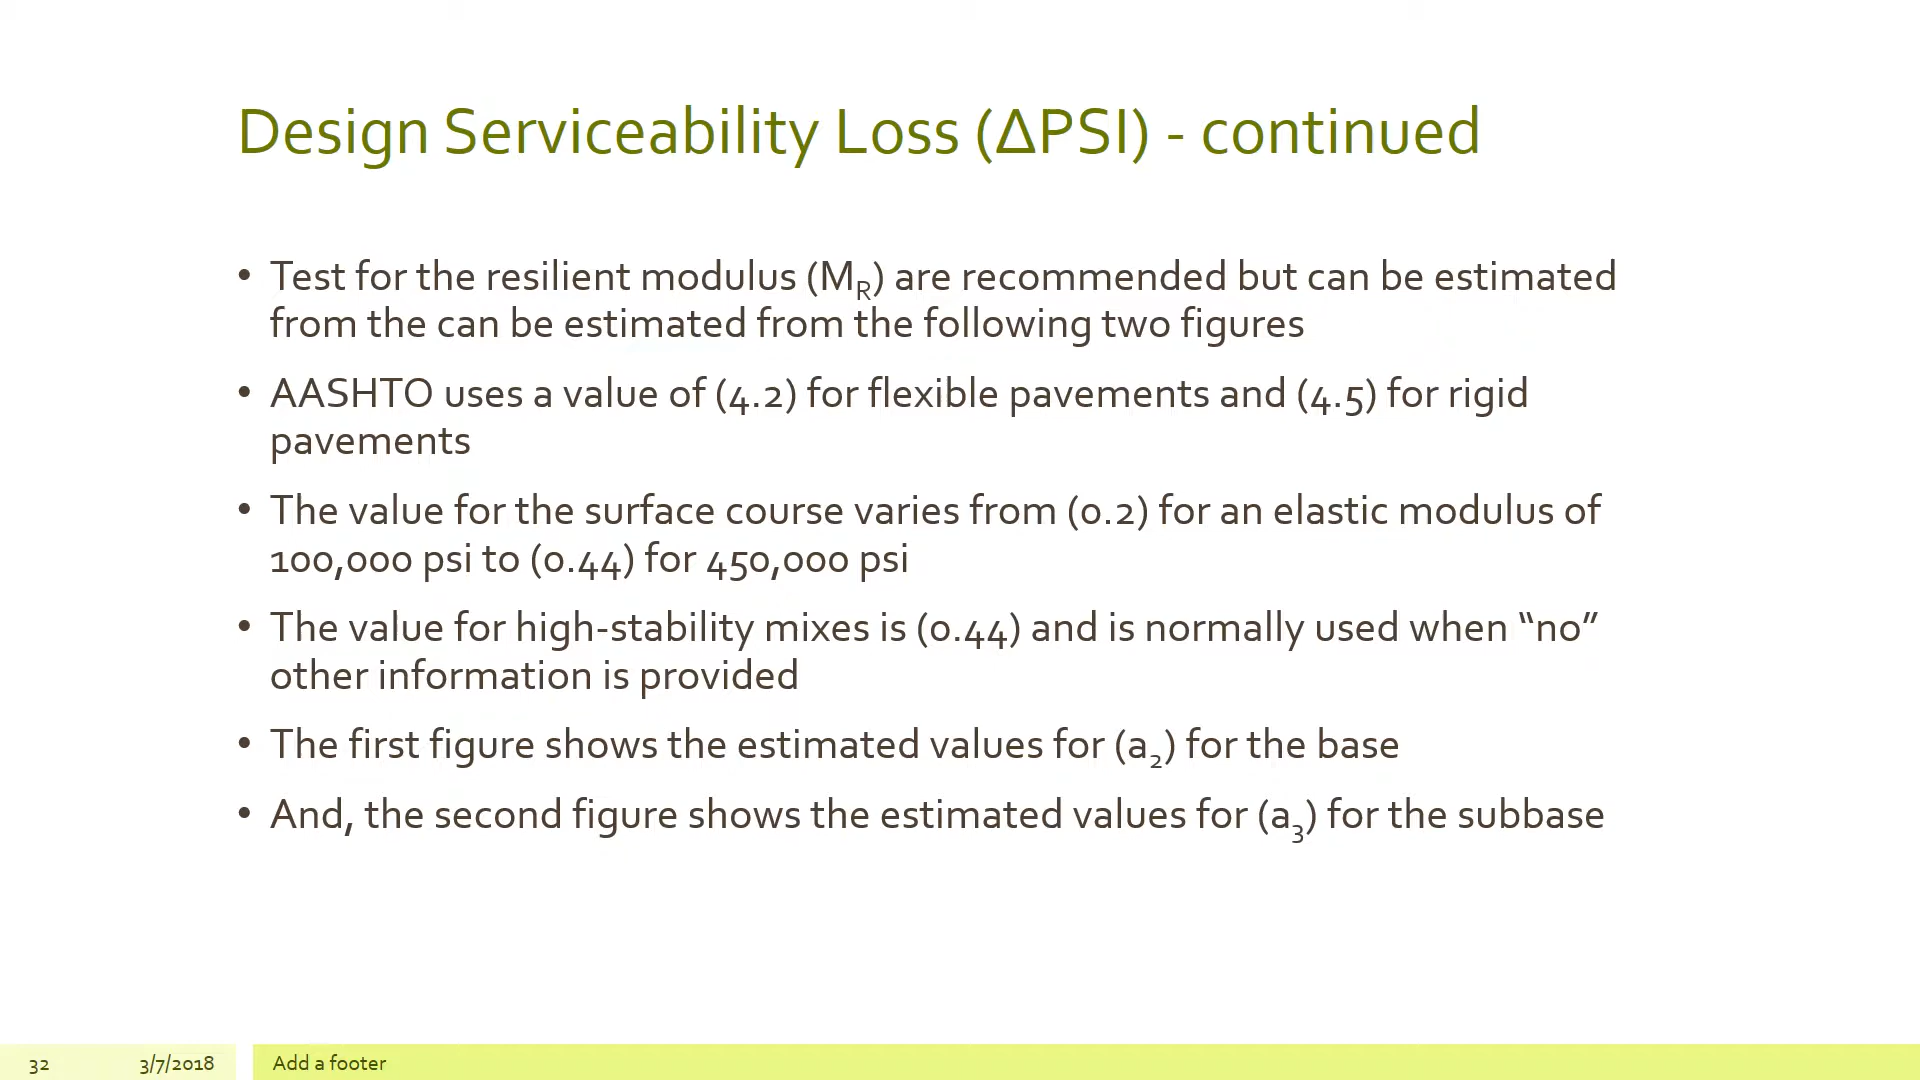 Design Serviceability Loss (ΔPSI) - continued
• Test for the resilient modulus (MR) are recommended but can be estimated
from the can be estimated from the following two figures
• AASHTO uses a value of (4.2) for flexible pavements and (4.5) for rigid
pavements
• The value for the surface course varies from (0.2) for an elastic modulus of
100,000 psi to (0.44) for 450,000 psi
• The value for high-stability mixes is (0.44) and is normally used when “no”
other information is provided
• The first figure shows the estimated values for (a2) for the base
• And, the second figure shows the estimated values for (a3) for the subbase
32 3/7/2018 Add a footer